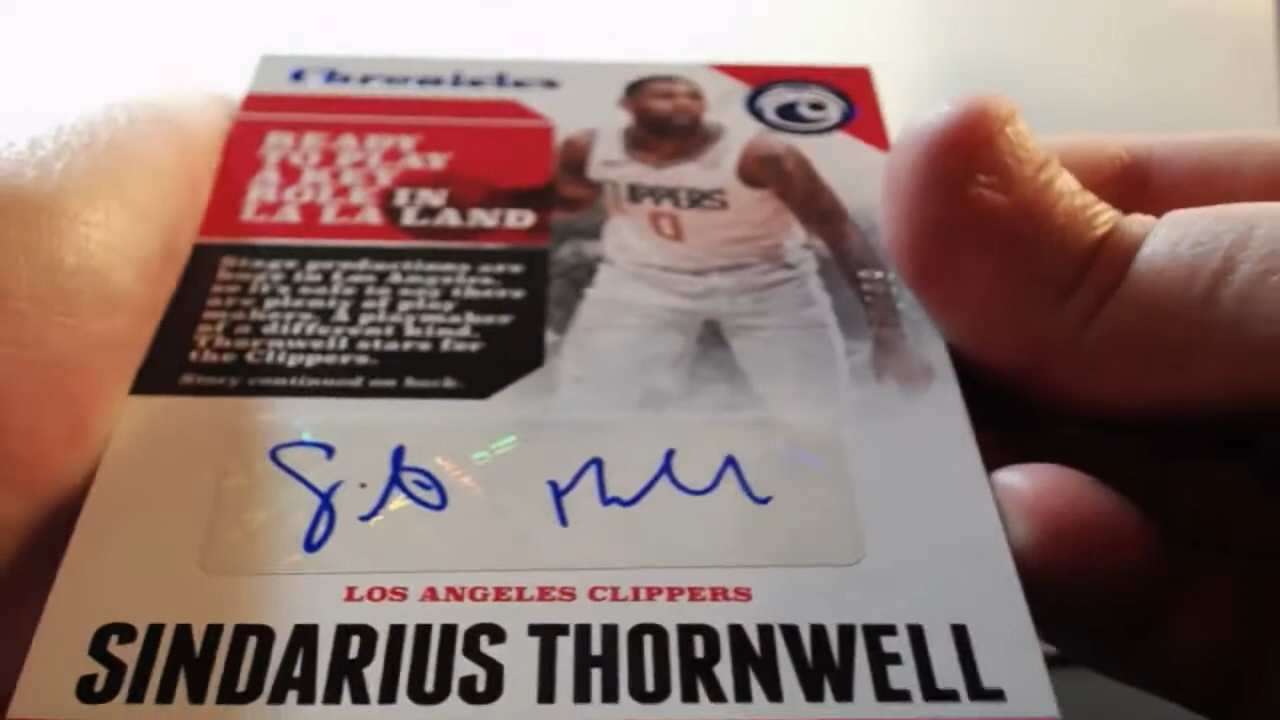 Chronicles
READY
TO PLAY
A KEY
ROLE IN
LA LA LAND
Stage productions are
huge in Los Angeles,
so it's safe to say there
are plenty of play
makers. A playmaker
of a different kind,
Thornwell stars for
the Clippers.
Story continued on back.
CLIPPERS
0
LOS ANGELES CLIPPERS
SINDARIUS THORNWELL